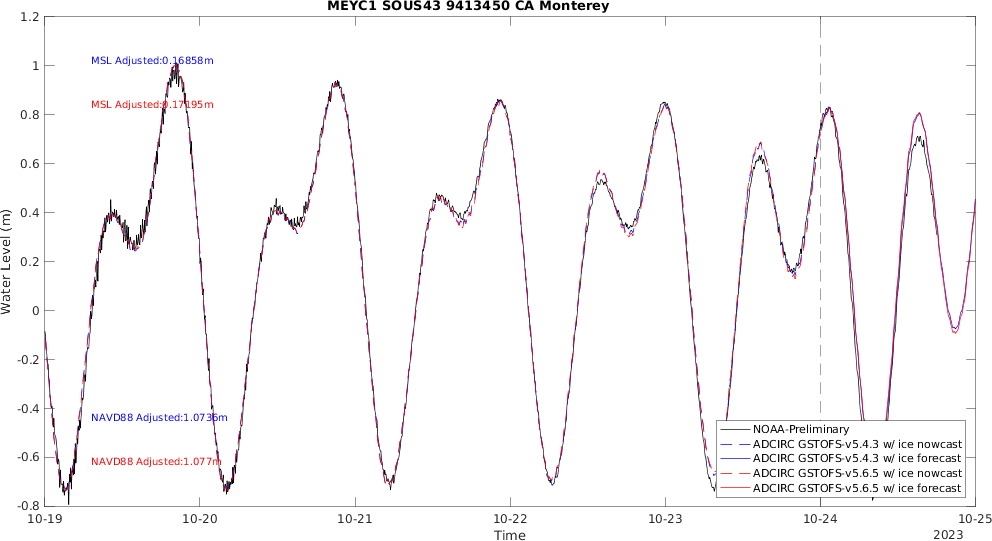 MEYC1 SOUS43 9413450 CA Monterey
1.2
1
0.8
0.6
0.4
0.2
0
-0.2
-0.4
-0.6
-0.8
Water Level (m)
MSL Adjusted:0.16858m
MSL Adjusted:0.17195m
NAVD88 Adjusted:1.0736m
NAVD88 Adjusted:1.077m
NOAA-Preliminary
ADCIRC GSTOFS-v5.4.3 w/ ice nowcast
ADCIRC GSTOFS-v5.4.3 w/ ice forecast
ADCIRC GSTOFS-v5.6.5 w/ ice nowcast
ADCIRC GSTOFS-v5.6.5 w/ ice forecast
10-19 10-20 10-21 10-22 10-23 10-24 10-25
Time
2023